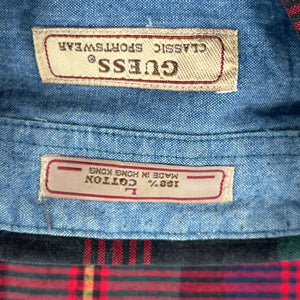 GUESS®
CLASSIC SPORTSWEAR
L
100% COTTON
MADE IN HONG KONG